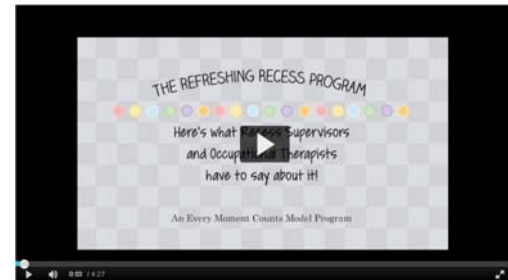 THE REFRESHING RECESS PROGRAM
Here's what Recess Supervisors
and Occupational Therapists
have to say about it!
An Every Moment Counts Model Program
0:03 / 4:27